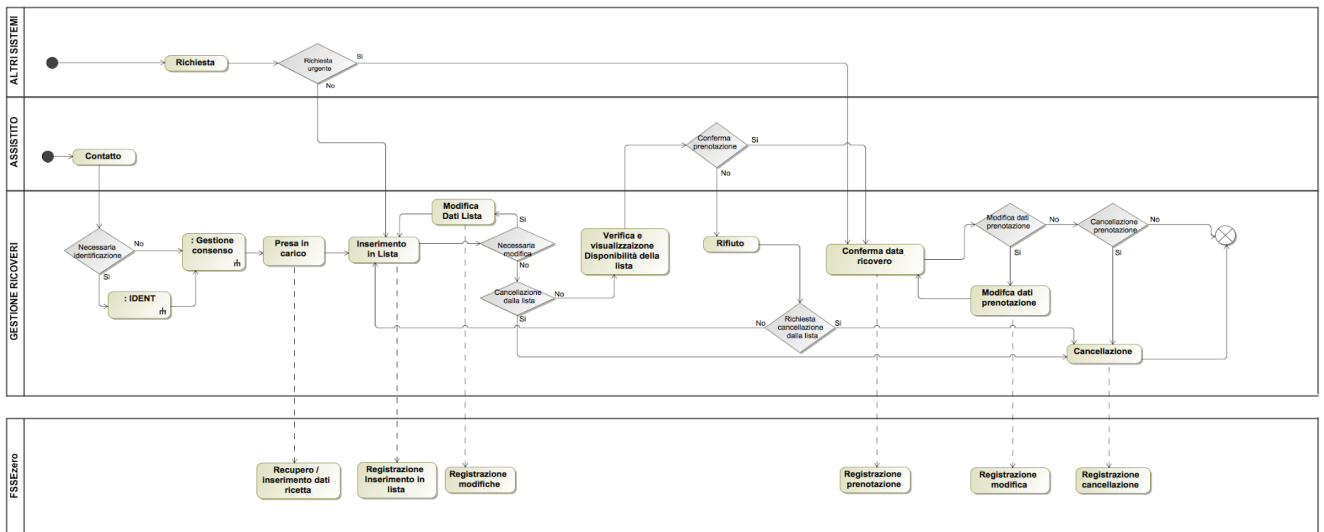 ALTRI SISTEMI
Richiesta
Richiesta
urgente
Si
No
ASSISTITO
Contatto
Conferma
prenotazione
Si
No
GESTIONE RICOVERI
Necessaria
identificazione
No
Si
: Gestione
consenso
: IDENT
Presa in
carico
Inserimento
in Lista
Modifica
Dati Lista
Si
Necessaria
modifica
No
Cancellazione
dalla lista
No
Si
Verifica e
visualizzaizone
Disponibilità della
lista
Rifiuto
No
Richiesta
cancellazione
dalla lista
Si
Conferma data
ricovero
Modifica dati
prenotazione
No
Si
Modifca dati
prenotazione
Cancellazione
prenotazione
No
Si
Cancellazione
FSSEzero
Recupero /
inserimento dati
ricetta
Registrazione
Inserimento in
lista
Registrazione
modifiche
Registrazione
prenotazione
Registrazione
modifica
Registrazione
cancellazione